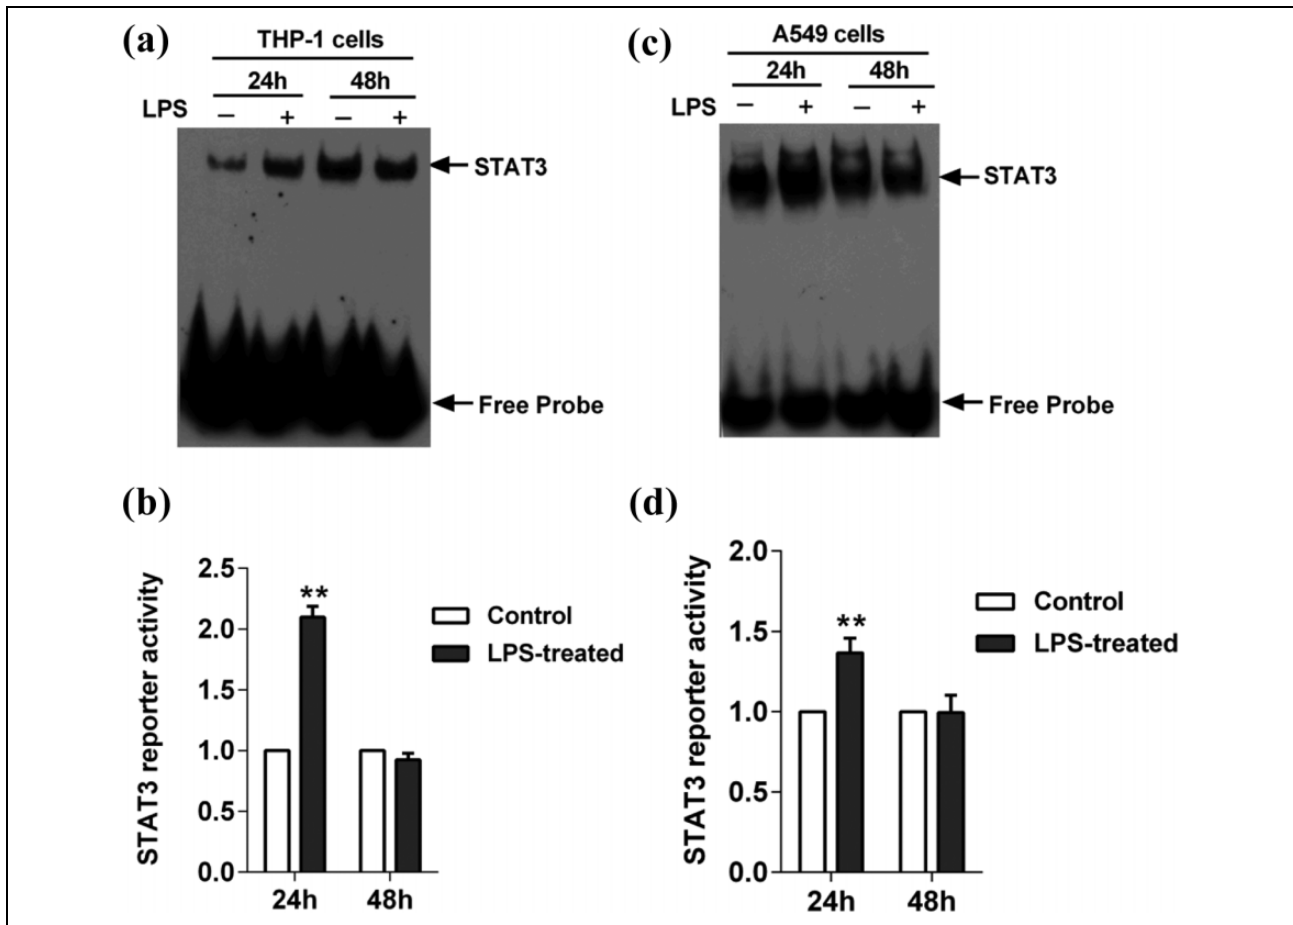 (a)
THP-1 cells
24h 48h
LPS – + – +
STAT3
Free Probe
(c)
A549 cells
24h 48h
LPS – + – +
STAT3
Free Probe
(b)
STAT3 reporter activity
2.5
2.0
1.5
1.0
0.5
0.0
**
24h 48h
Control
LPS-treated
(d)
STAT3 reporter activity
2.0
1.5
1.0
0.5
0.0
**
24h 48h
Control
LPS-treated